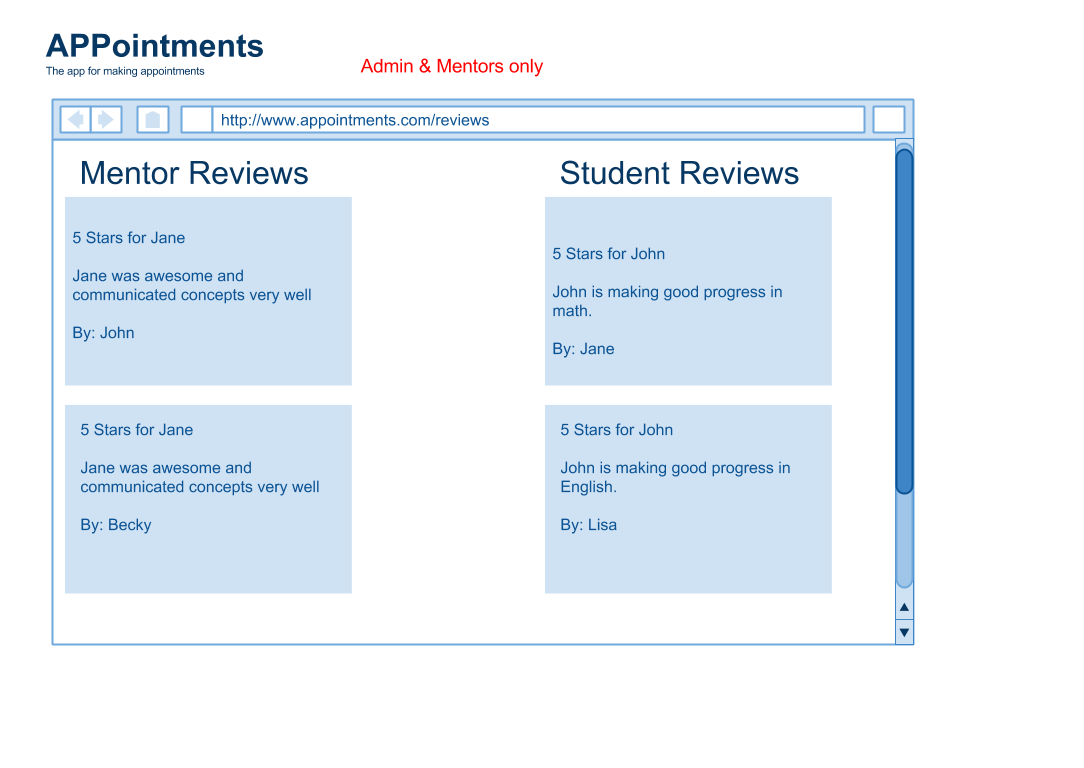 APPointments
The app for making appointments
Admin & Mentors only
http://www.appointments.com/reviews
Mentor Reviews
5 Stars for Jane
Jane was awesome and
communicated concepts very well
By: John
5 Stars for Jane
Jane was awesome and
communicated concepts very well
By: Becky
Student Reviews
5 Stars for John
John is making good progress in
math.
By: Jane
5 Stars for John
John is making good progress in
English.
By: Lisa